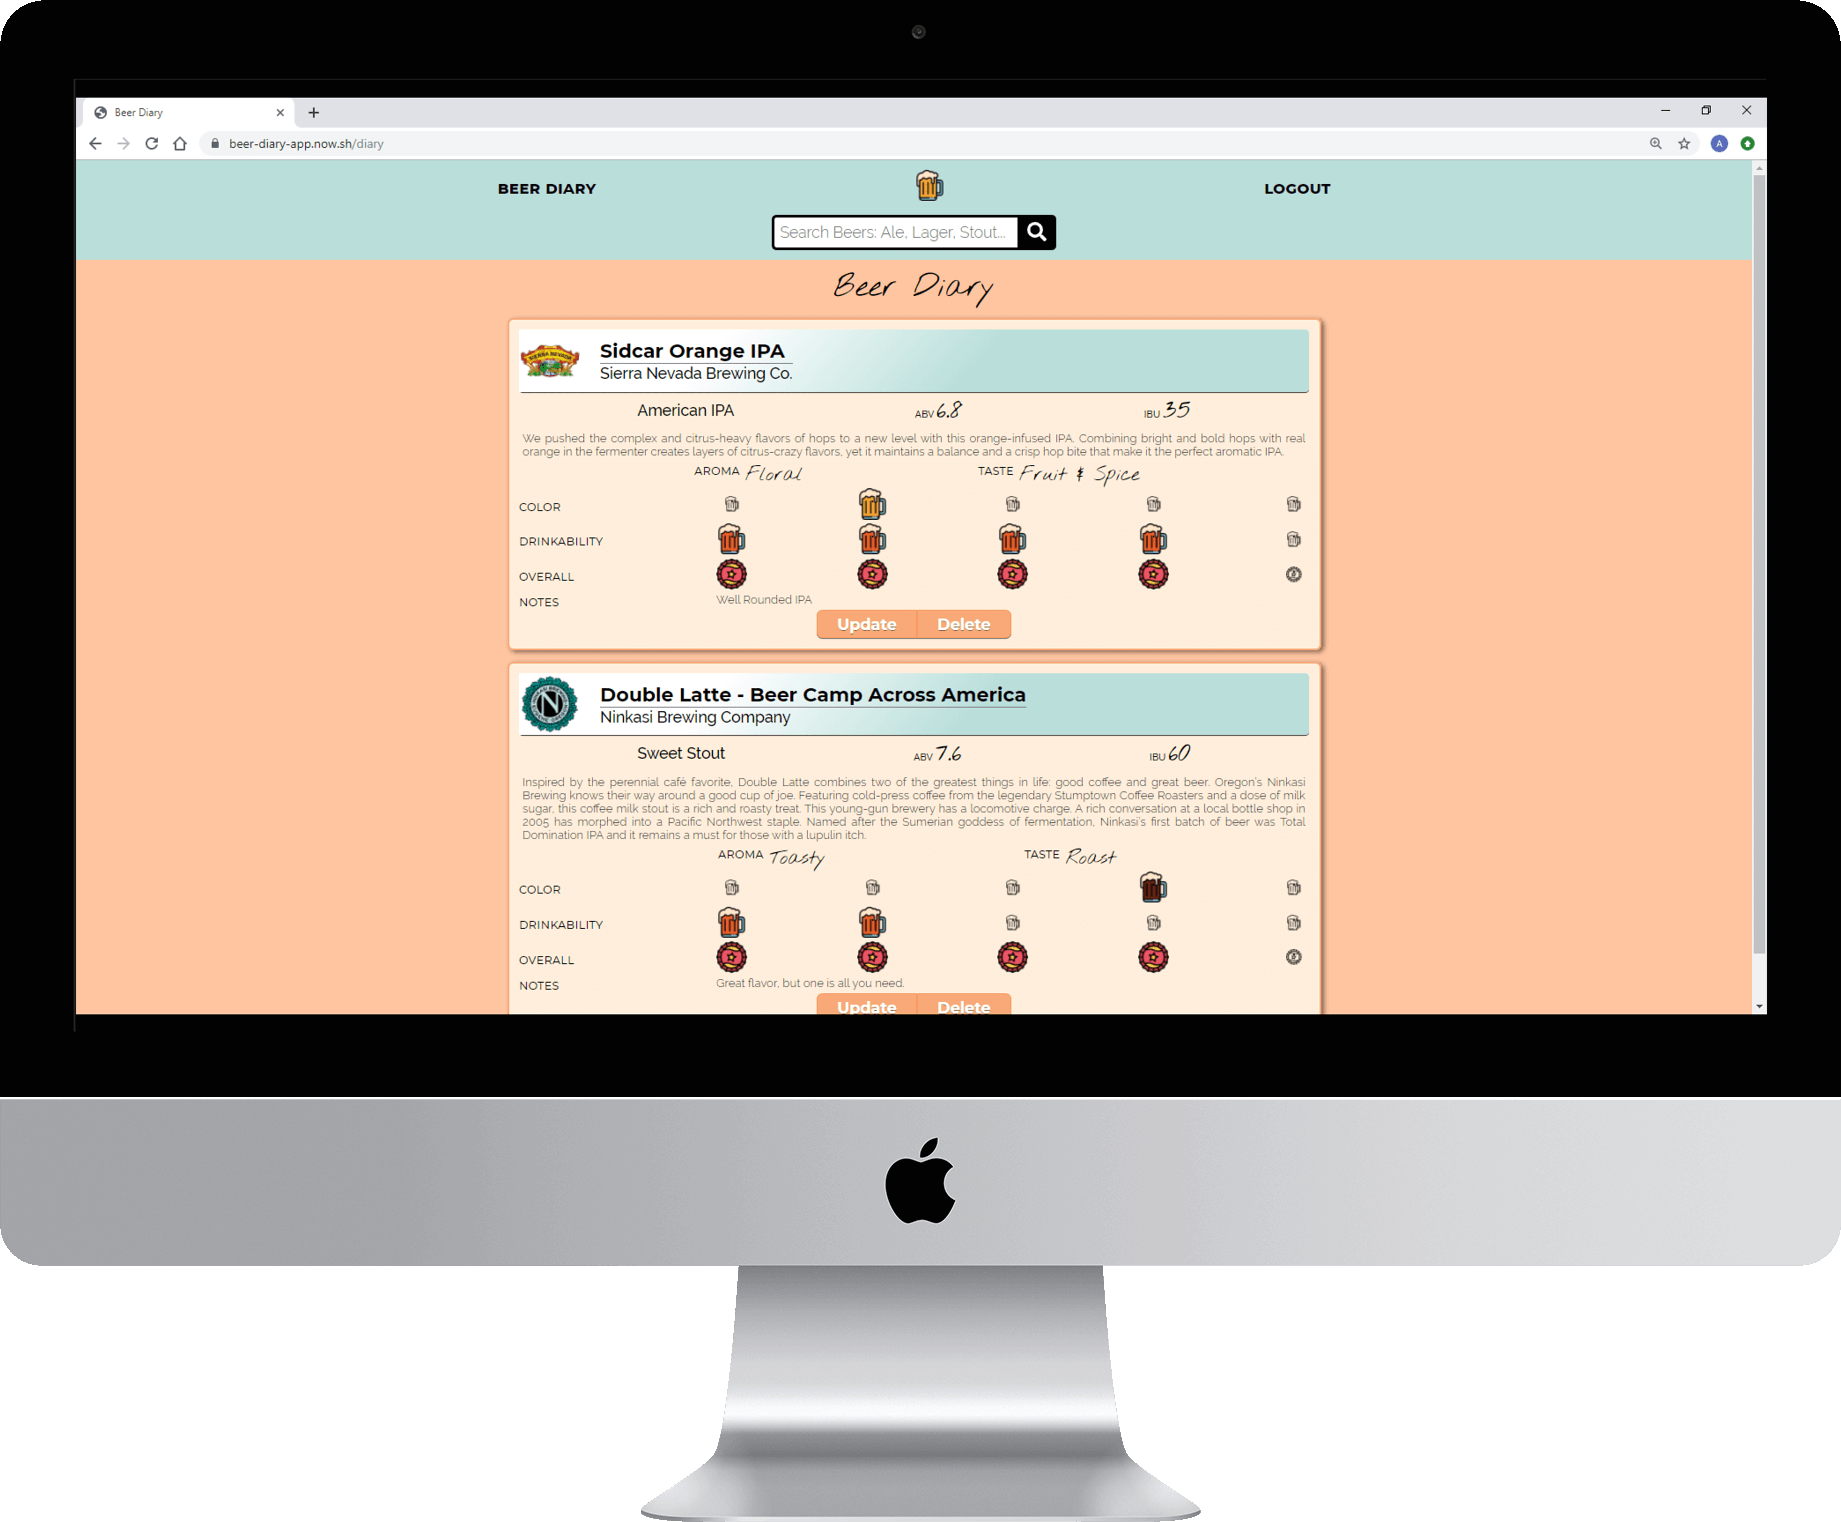 Beer Diary
beer-diary-app.now.sh/diary
A
BEER DIARY
LOGOUT
Search Beers: Ale, Lager, Stout...
Beer Diary
SIERRA NEVADA
Sidcar Orange IPA
Sierra Nevada Brewing Co.
American IPA
ABV 6.8
IBU 35
We pushed the complex and citrus-heavy flavors of hops to a new level with this orange-infused IPA. Combining bright and bold hops with real
orange in the fermenter creates layers of citrus-crazy flavors, yet it maintains a balance and a crisp hop bite that make it the perfect aromatic IPA.
AROMA Floral
TASTE Fruit & Spice
COLOR
DRINKABILITY
OVERALL
NOTES
Well Rounded IPA
Update
Delete
N
Double Latte - Beer Camp Across America
Ninkasi Brewing Company
Sweet Stout
ABV 7.6
IBU 60
Inspired by the perennial café favorite, Double Latte combines two of the greatest things in life: good coffee and great beer. Oregon's Ninkasi
Brewing knows their way around a good cup of joe. Featuring cold-press coffee from the legendary Stumptown Coffee Roasters and a dose of milk
sugar, this coffee milk stout is a rich and roasty treat. This young-gun brewery has a locomotive charge. A rich conversation at a local bottle shop in
2005 has morphed into a Pacific Northwest staple. Named after the Sumerian goddess of fermentation, Ninkasi's first batch of beer was Total
Domination IPA and it remains a must for those with a lupulin itch.
AROMA Toasty
TASTE Roast
COLOR
DRINKABILITY
OVERALL
NOTES
Great flavor, but one is all you need.
Update
Delete